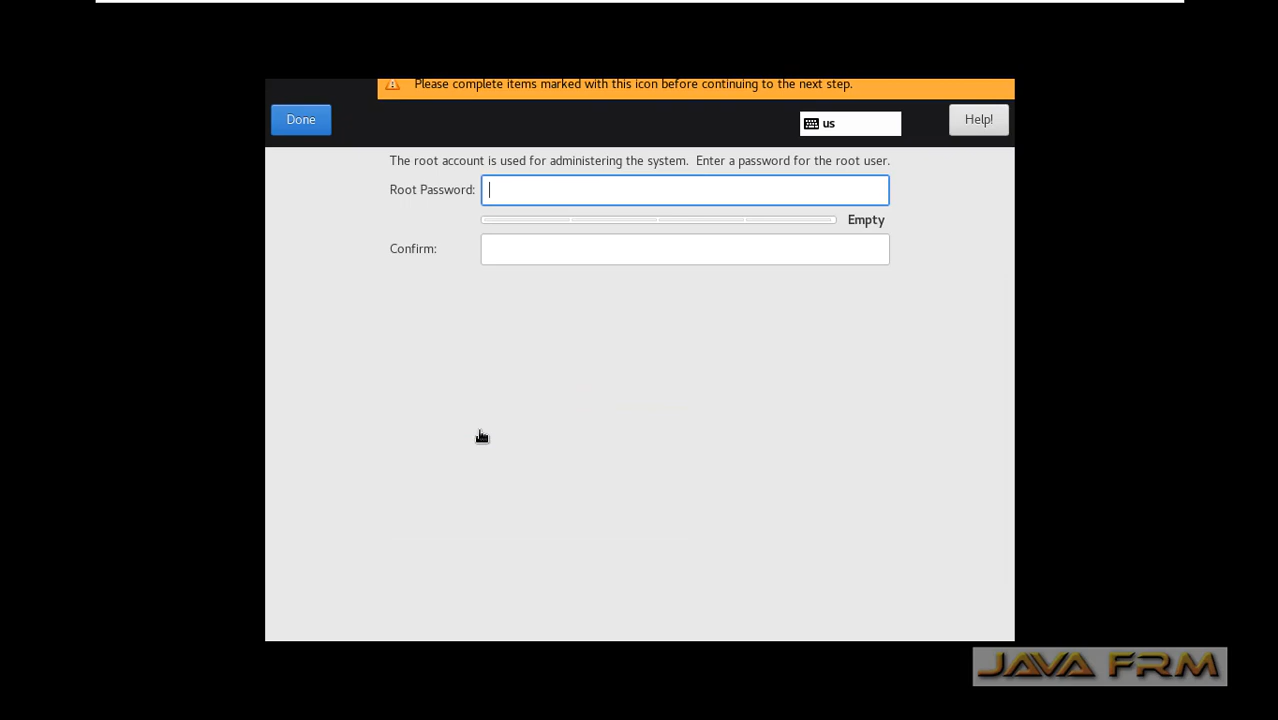 Please complete items marked with this icon before continuing to the next step.
Done
us
Help!
The root account is used for administering the system. Enter a password for the root user.
Root Password:
Empty
Confirm:
JAVA FRM